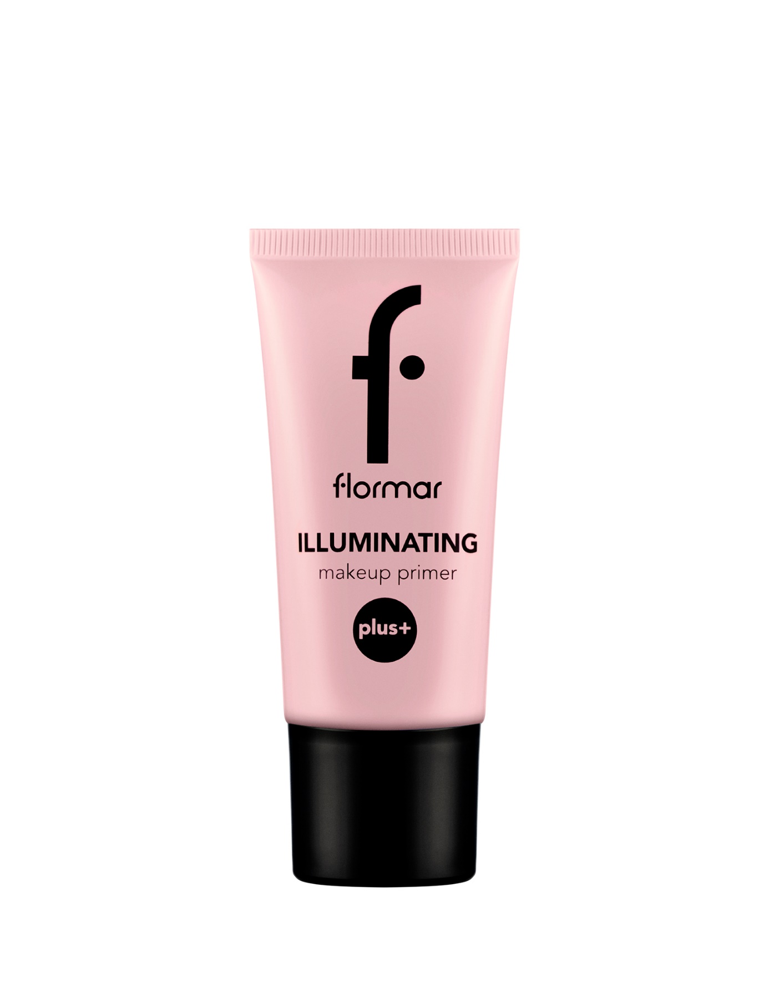 f
flormar
ILLUMINATING
makeup primer
plus+